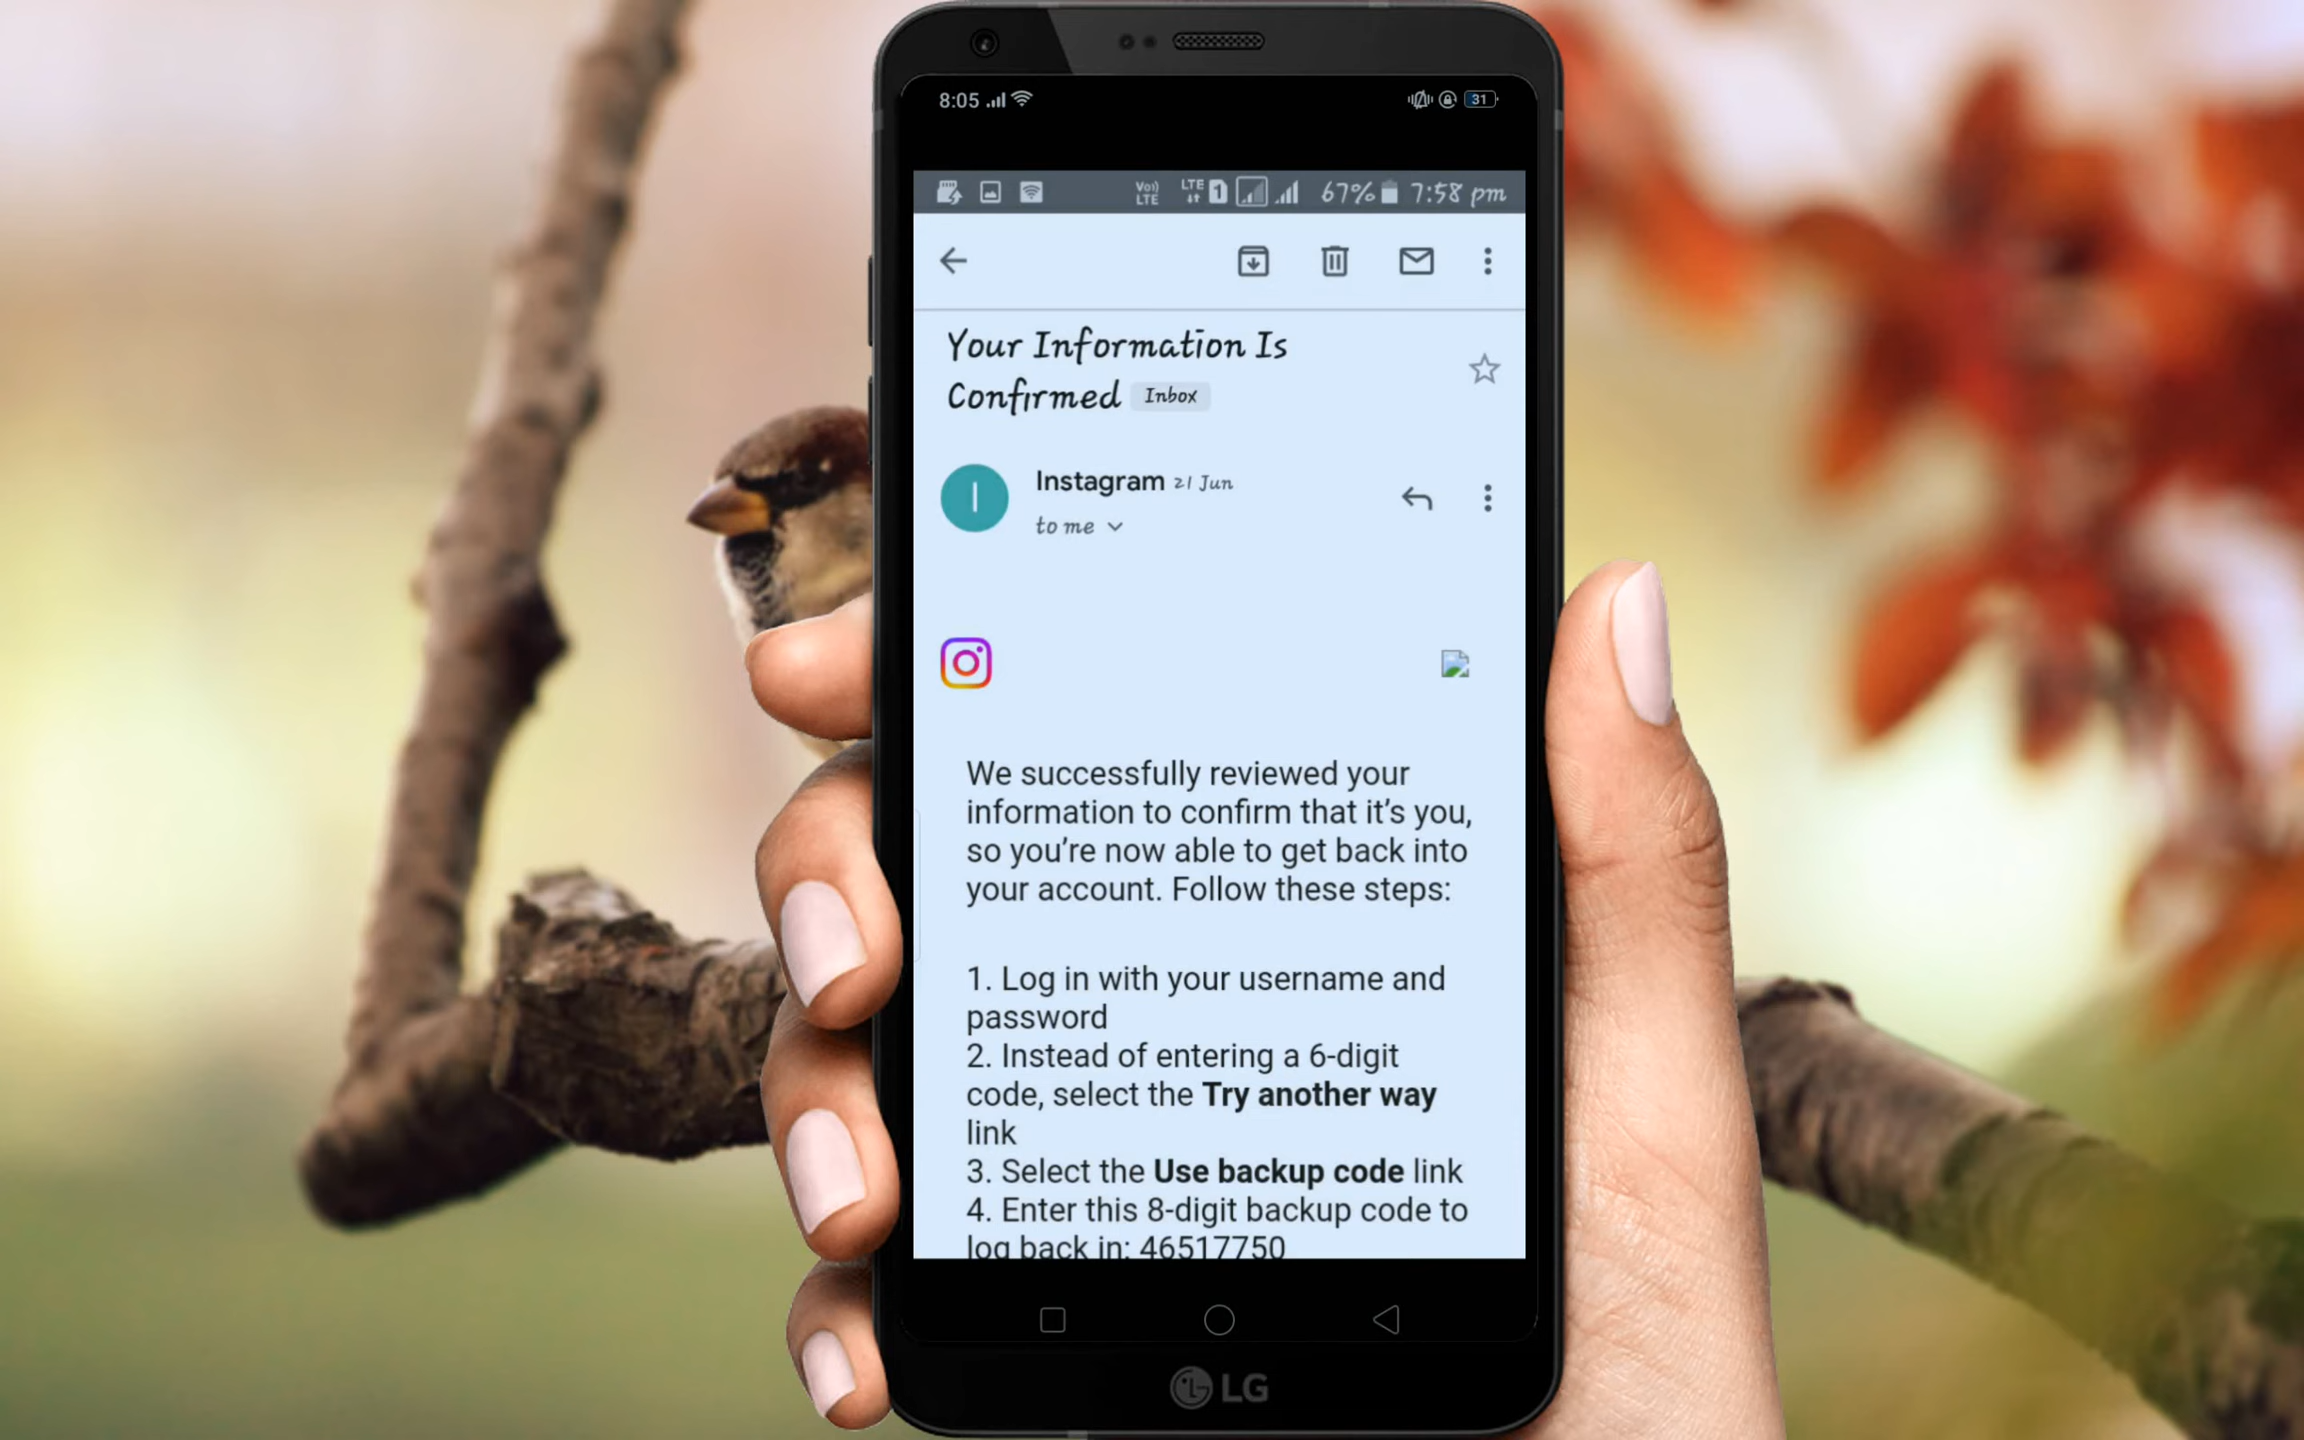 8:05
31
Vo)) LTE LTE 1 67% 7:58 pm
Your Information Is
Confirmed Inbox
I
Instagram 21 Jun
to me
We successfully reviewed your
information to confirm that it’s you,
so you’re now able to get back into
your account. Follow these steps:
1. Log in with your username and
password
2. Instead of entering a 6-digit
code, select the Try another way
link
3. Select the Use backup code link
4. Enter this 8-digit backup code to
log back in: 46517750
LG